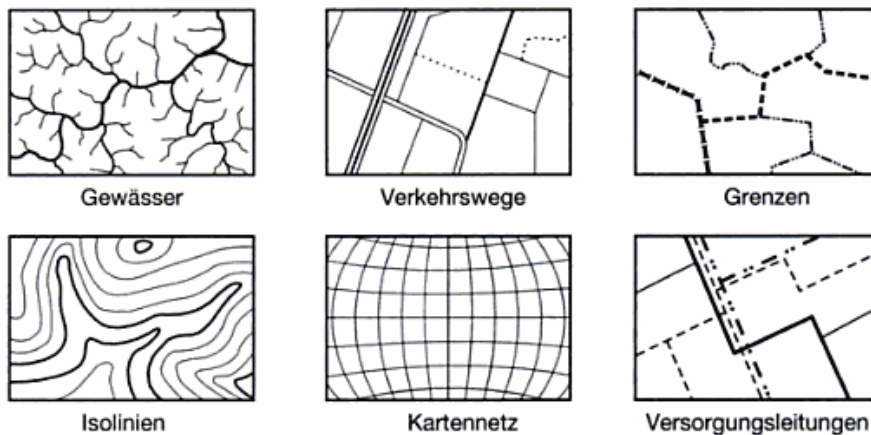 Gewässer
Verkehrswege
Grenzen
Isolinien
Kartennetz
Versorgungsleitungen